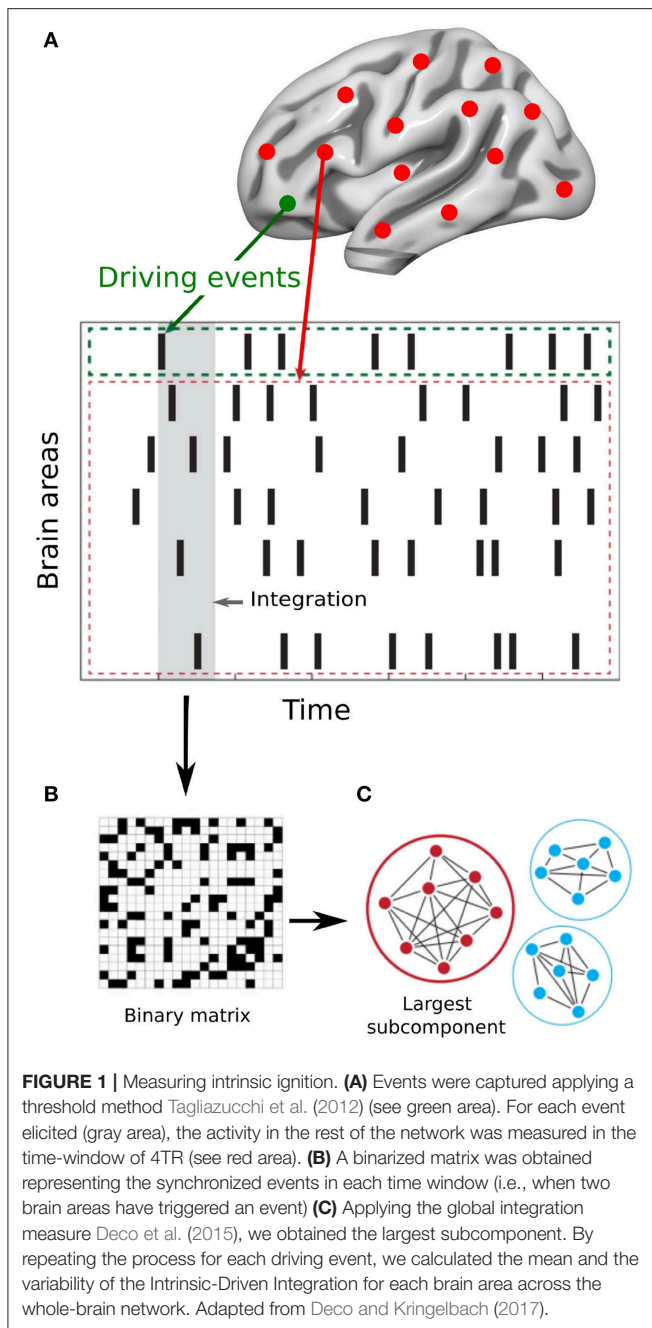 A
Driving events
Brain areas
Integration
Time
B
C
Binary matrix
Largest
subcomponent
FIGURE 1 | Measuring intrinsic ignition. (A) Events were captured applying a
threshold method Tagliazucchi et al. (2012) (see green area). For each event
elicited (gray area), the activity in the rest of the network was measured in the
time-window of 4TR (see red area). (B) A binarized matrix was obtained
representing the synchronized events in each time window (i.e., when two
brain areas have triggered an event) (C) Applying the global integration
measure Deco et al. (2015), we obtained the largest subcomponent. By
repeating the process for each driving event, we calculated the mean and the
variability of the Intrinsic-Driven Integration for each brain area across the
whole-brain network. Adapted from Deco and Kringelbach (2017).